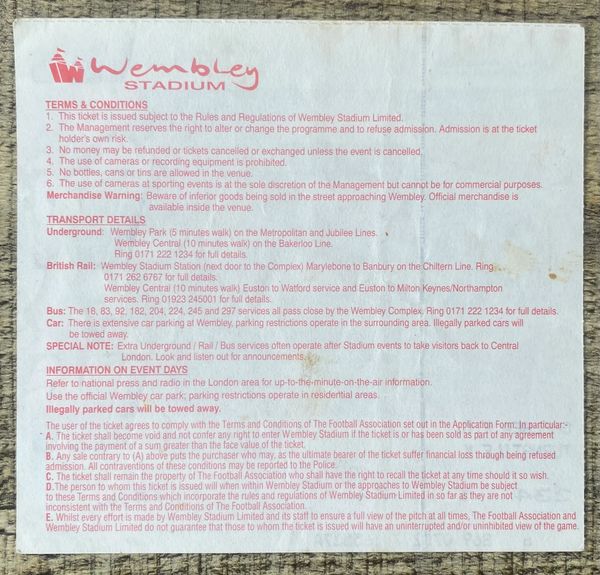 Wembley
STADIUM
TERMS & CONDITIONS
1. This ticket is issued subject to the Rules and Regulations of Wembley Stadium Limited.
2. The Management reserves the right to alter or change the programme and to refuse admission. Admission is at the ticket
holder's own risk.
3. No money may be refunded or tickets cancelled or exchanged unless the event is cancelled.
4. The use of cameras or recording equipment is prohibited.
5. No bottles, cans or tins are allowed in the venue.
6. The use of cameras at sporting events is at the sole discretion of the Management but cannot be for commercial purposes.
Merchandise Warning: Beware of inferior goods being sold in the street approaching Wembley. Official merchandise is
available inside the venue.
TRANSPORT DETAILS
Underground: Wembley Park (5 minutes walk) on the Metropolitan and Jubilee Lines.
Wembley Central (10 minutes walk) on the Bakerloo Line.
Ring 0171 222 1234 for full details.
British Rail: Wembley Stadium Station (next door to the Complex) Marylebone to Banbury on the Chiltern Line. Ring
0171 262 6767 for full details.
Wembley Central (10 minutes walk) Euston to Watford service and Euston to Milton Keynes/Northampton
services. Ring 01923 245001 for full details.
Bus: The 18, 83, 92, 182, 204, 224, 245 and 297 services all pass close by the Wembley Complex. Ring 0171 222 1234 for full details.
Car: There is extensive car parking at Wembley, parking restrictions operate in the surrounding area. Illegally parked cars will
be towed away.
SPECIAL NOTE: Extra Underground / Rail / Bus services often operate after Stadium events to take visitors back to Central
London. Look and listen out for announcements.
INFORMATION ON EVENT DAYS
Refer to national press and radio in the London area for up-to-the-minute-on-the-air information.
Use the official Wembley car park; parking restrictions operate in residential areas.
Illegally parked cars will be towed away.
The user of the ticket agrees to comply with the Terms and Conditions of The Football Association set out in the Application Form. In particular:-
A. The ticket shall become void and not confer any right to enter Wembley Stadium if the ticket is or has been sold as part of any agreement
involving the payment of a sum greater than the face value of the ticket.
B. Any sale contrary to (A) above puts the purchaser who may, as the ultimate bearer of the ticket suffer financial loss through being refused
admission. All contraventions of these conditions may be reported to the Police.
C. The ticket shall remain the property of The Football Association who shall have the right to recall the ticket at any time should it so wish.
D. The person to whom this ticket is issued will when within Wembley Stadium or the approaches to Wembley Stadium be subject
to these Terms and Conditions which incorporate the rules and regulations of Wembley Stadium Limited in so far as they are not
inconsistent with the Terms and Conditions of The Football Association.
E. Whilst every effort is made by Wembley Stadium Limited and its staff to ensure a full view of the pitch at all times, The Football Association and
Wembley Stadium Limited do not guarantee that those to whom the ticket is issued will have an uninterrupted and/or uninhibited view of the game.